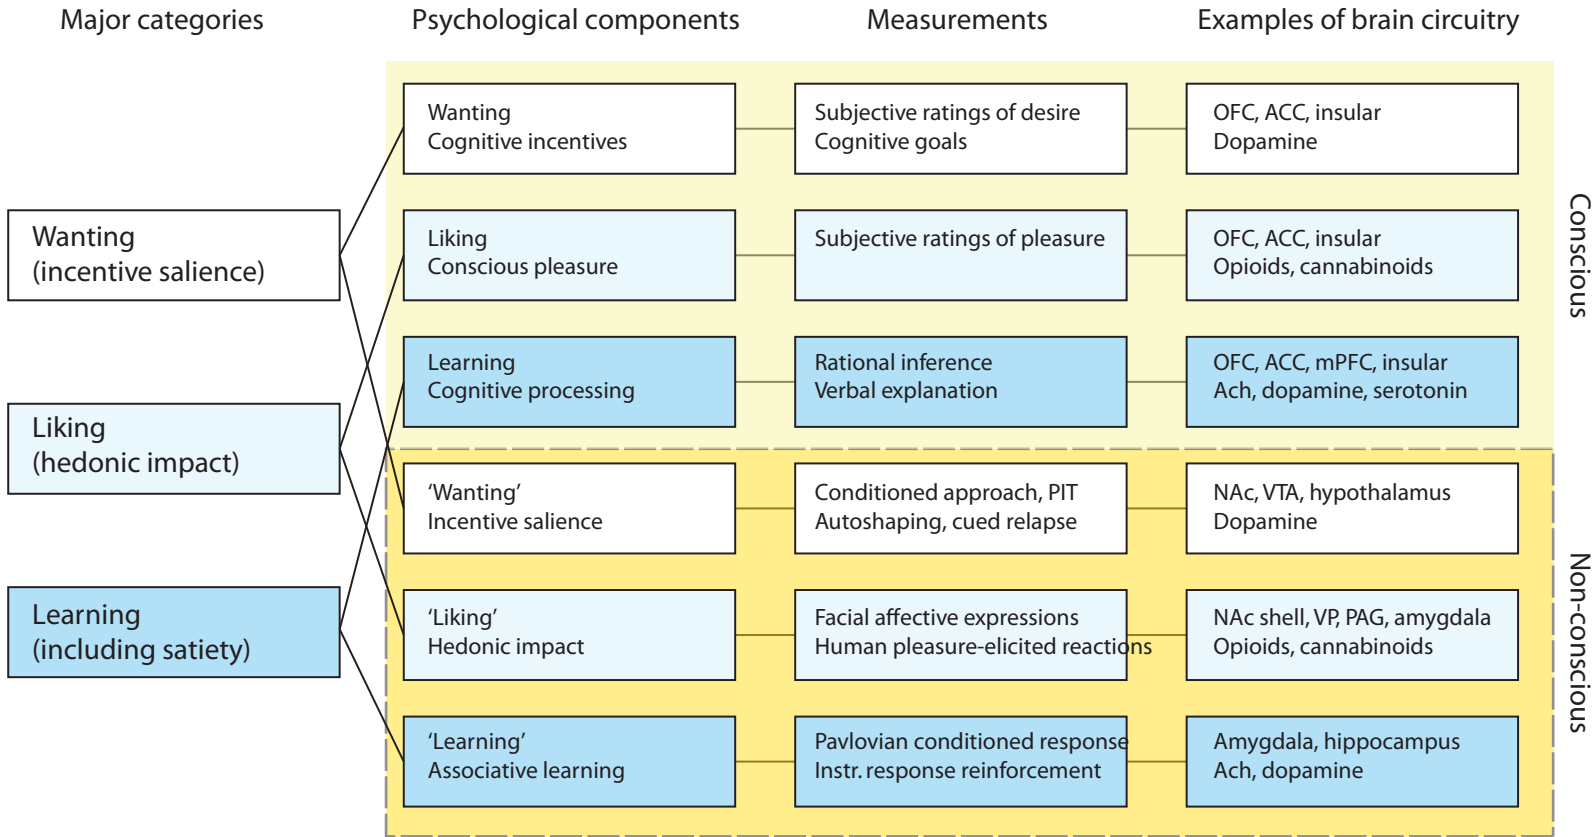 Major categories
Psychological components
Measurements
Examples of brain circuitry
Wanting
(incentive salience)
Liking
(hedonic impact)
Learning
(including satiety)
Wanting
Cognitive incentives
Subjective ratings of desire
Cognitive goals
OFC, ACC, insular
Dopamine
Liking
Conscious pleasure
Subjective ratings of pleasure
OFC, ACC, insular
Opioids, cannabinoids
Learning
Cognitive processing
Rational inference
Verbal explanation
OFC, ACC, mPFC, insular
Ach, dopamine, serotonin
Conscious
‘Wanting’
Incentive salience
Conditioned approach, PIT
Autoshaping, cued relapse
NAc, VTA, hypothalamus
Dopamine
‘Liking’
Hedonic impact
Facial affective expressions
Human pleasure-elicited reactions
NAc shell, VP, PAG, amygdala
Opioids, cannabinoids
‘Learning’
Associative learning
Pavlovian conditioned response
Instr. response reinforcement
Amygdala, hippocampus
Ach, dopamine
Non-conscious